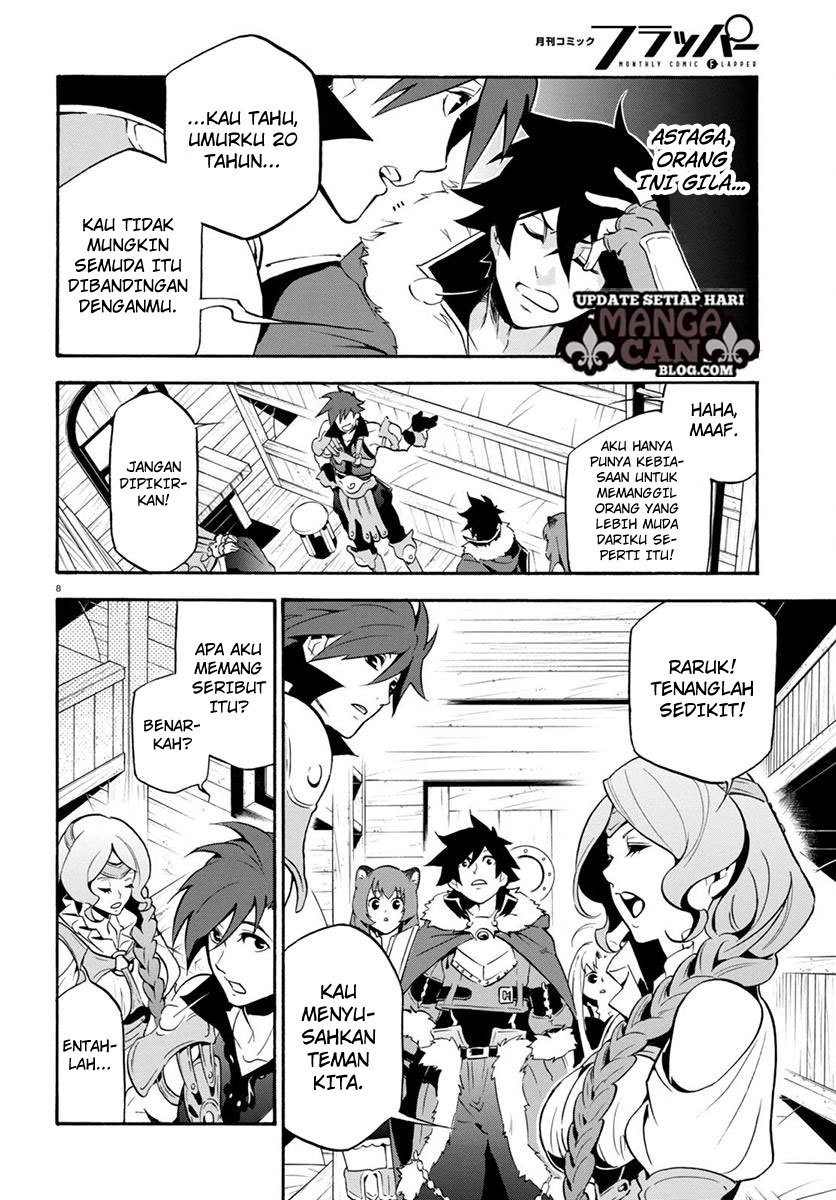 月刊コミック フラッパー
MONTHLY COMIC FLAPPER
ASTAGA,
ORANG
INI GILA...
...KAU TAHU,
UMURKU 20
TAHUN...
KAU TIDAK
MUNGKIN
SEMUDA ITU
DIBANDINGAN
DENGANMU.
UPDATE SETIAP HARI
MANGA
CAN
BLOG.COM
HAHA,
MAAF.
AKU HANYA
PUNYA KEBIA-
SAAN UNTUK
MEMANGGIL
ORANG YANG
LEBIH MUDA
DARIKU SE-
PERTI ITU!
JANGAN
DIPIKIR-
KAN!
8
RARUK!
TENANGLAH
SEDIKIT!
KAU
MENYU-
SAHKAN
TEMAN
KITA.
APA AKU
MEMANG
SERIBUT
ITU?
BENAR-
KAH?
ENTAH-
LAH...